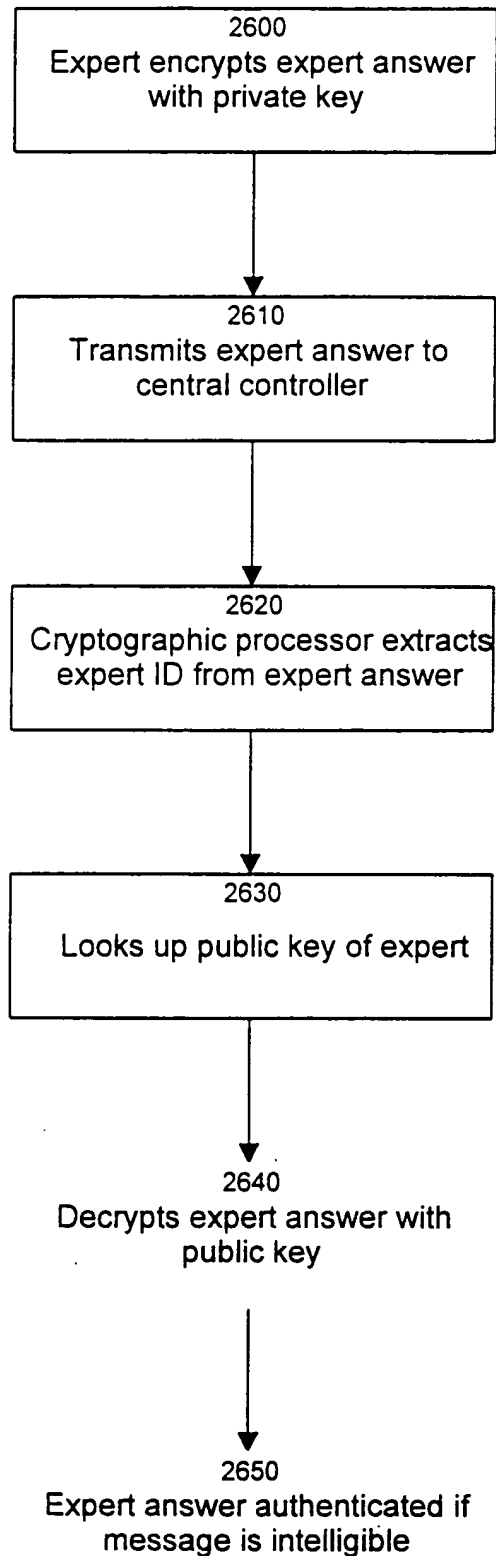 2600
Expert encrypts expert answer
with private key
2610
Transmits expert answer to
central controller
2620
Cryptographic processor extracts
expert ID from expert answer
2630
Looks up public key of expert
2640
Decrypts expert answer with
public key
2650
Expert answer authenticated if
message is intelligible